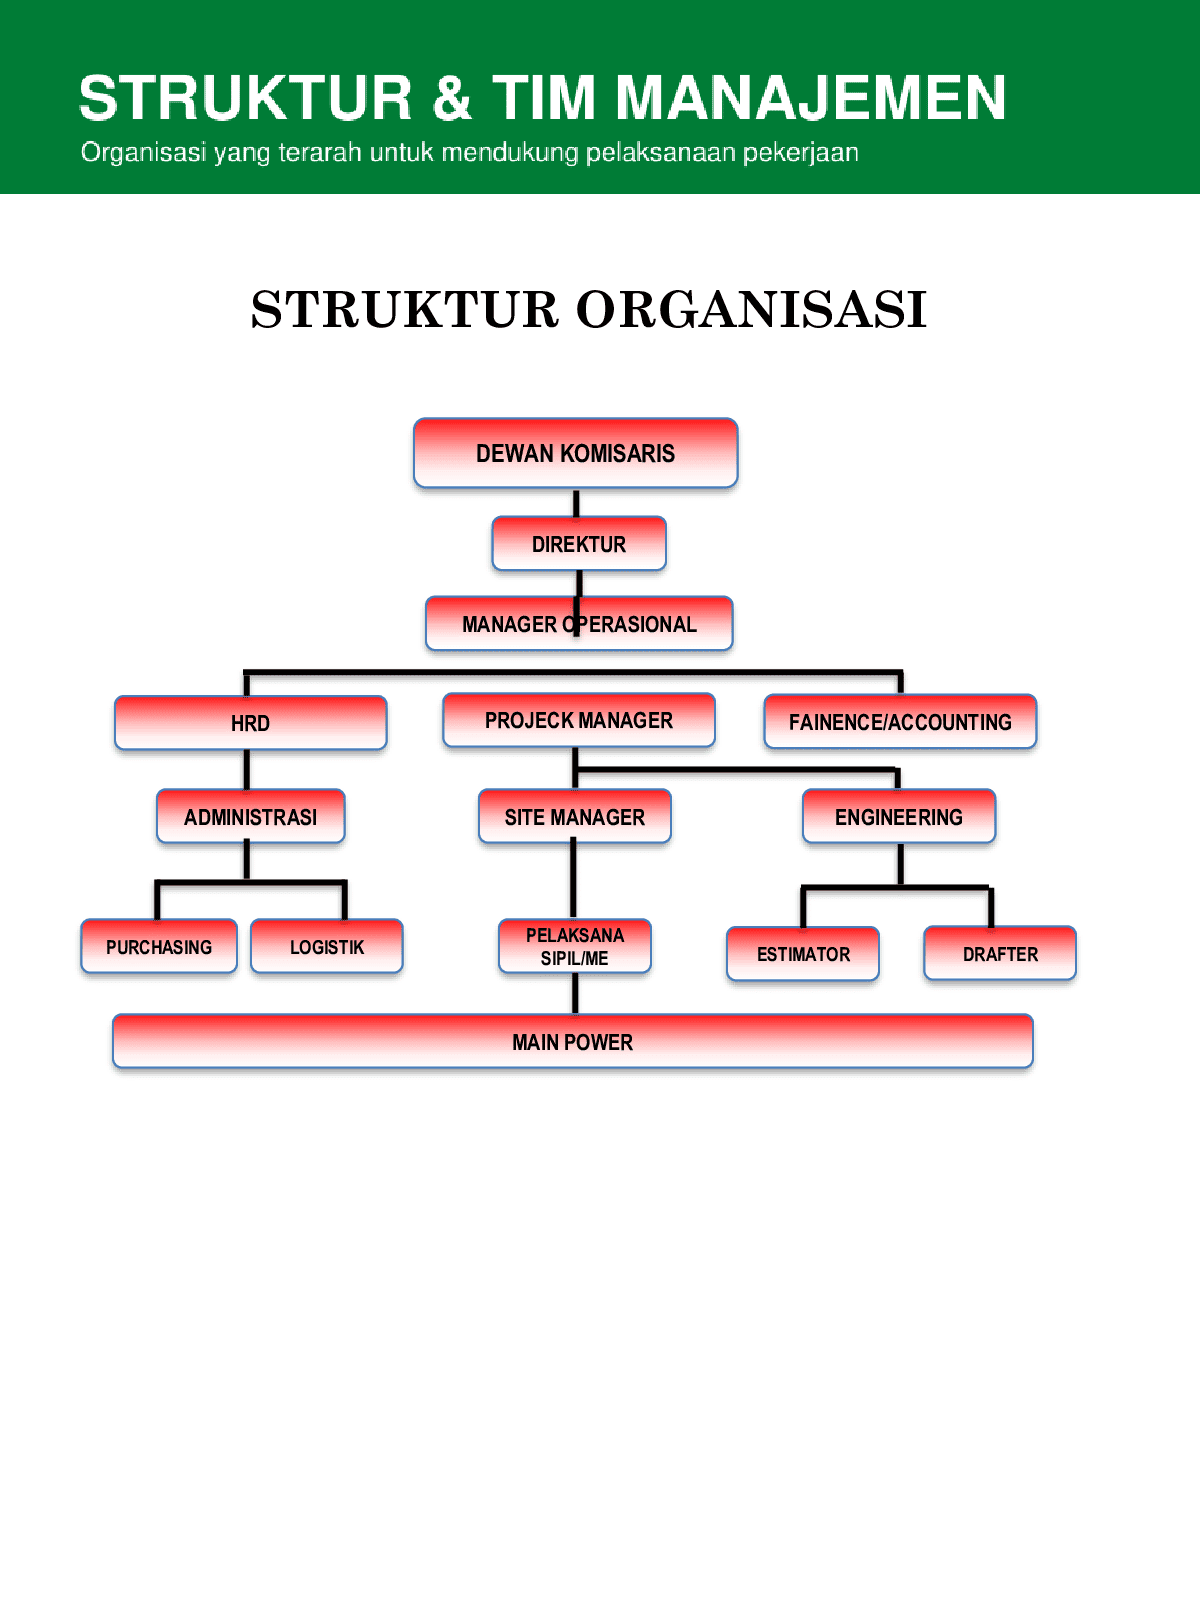 STRUKTUR & TIM MANAJEMEN
Organisasi yang terarah untuk mendukung pelaksanaan pekerjaan
STRUKTUR ORGANISASI
DEWAN KOMISARIS
DIREKTUR
MANAGER OPERASIONAL
HRD
PROJECK MANAGER
FAINENCE/ACCOUNTING
ADMINISTRASI
SITE MANAGER
ENGINEERING
PURCHASING
LOGISTIK
PELAKSANA
SIPIL/ME
ESTIMATOR
DRAFTER
MAIN POWER